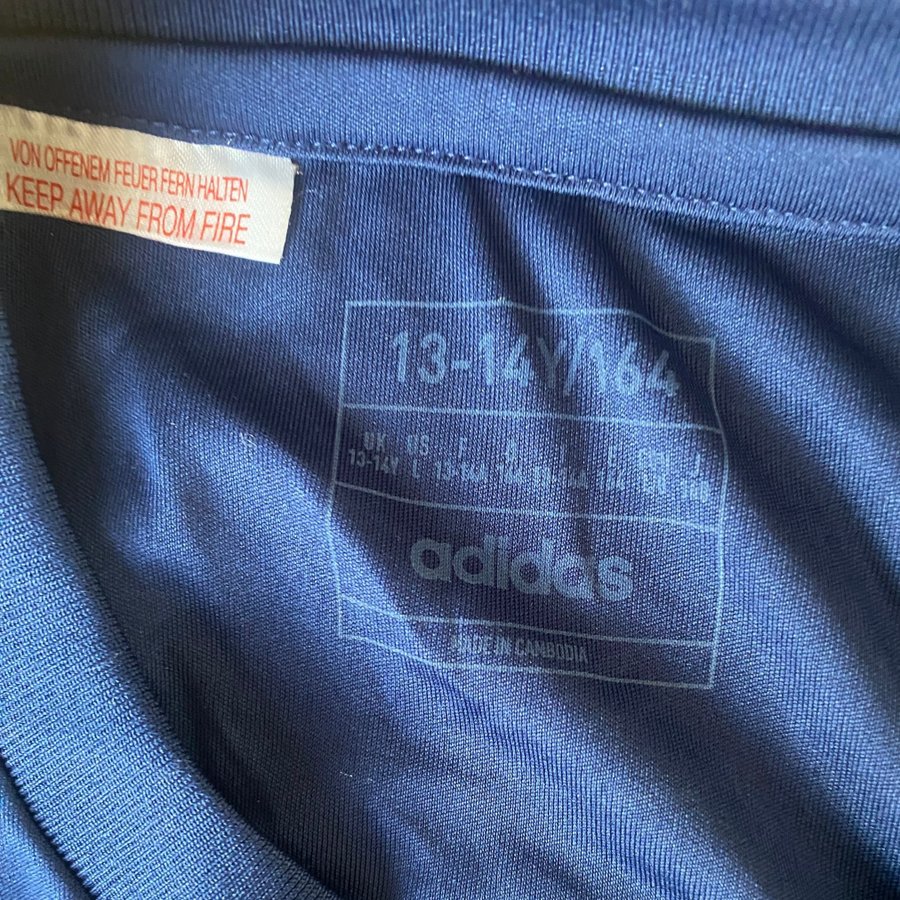 VON OFFENEM FEUER FERN HALTEN
KEEP AWAY FROM FIRE
13-14Y/164
UK US F
13-14Y L
adidas
MADE IN CAMBODIA